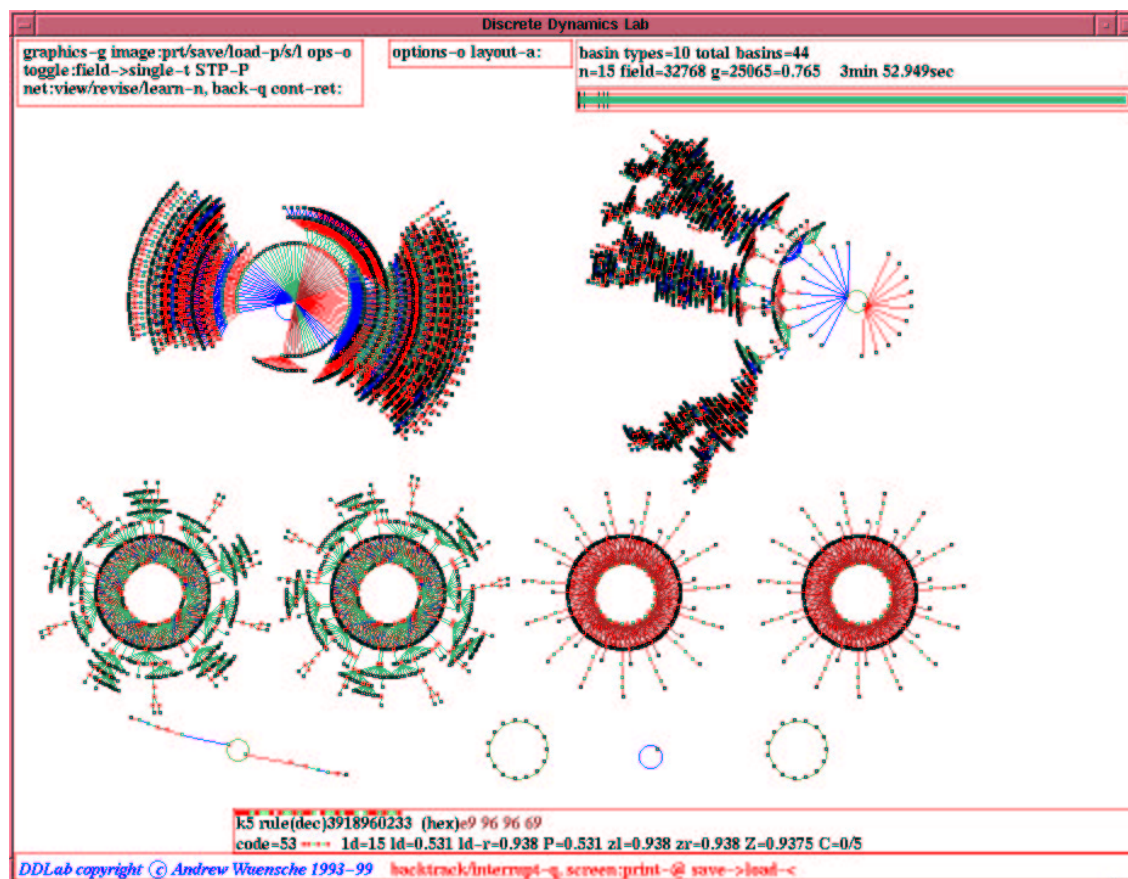 Discrete Dynamics Lab
graphics-g image:prt/save/load-p/s/l ops-o
toggle:field->single-t STP-P
net:view/revise/learn-n, back-q cont-ret:
options-o layout-a:
basin types=10 total basins=44
n=15 field=32768 g=25065=0.765 3min 52.949sec
k5 rule(dec)3918960233 (hex)e9 96 96 69
code=53 ld=15 ld=0.531 ld-r=0.938 P=0.531 zl=0.938 zr=0.938 Z=0.9375 C=0/5
DDLab copyright © Andrew Wuensche 1993-99 backtrack/interrupt-q, screen:print-@ save->load-<